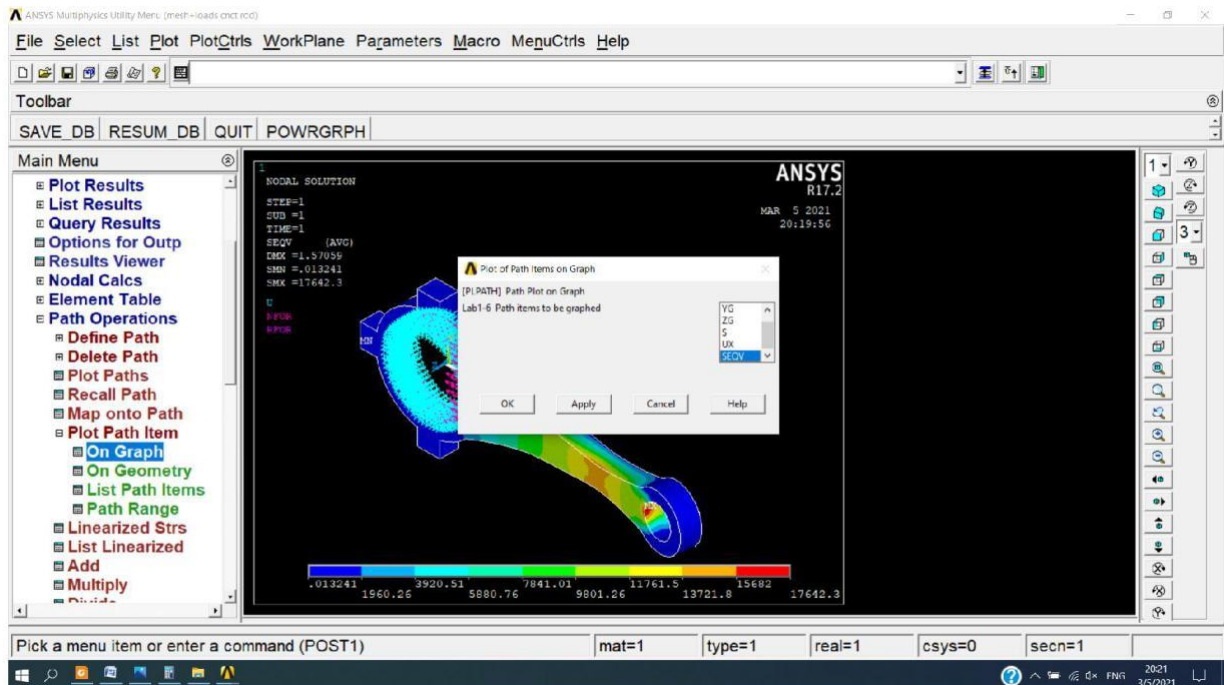 ANSYS Multiphysics Utility Menu (mesh+loads cnct rod)
File Select List Plot PlotCtrls WorkPlane Parameters Macro MenuCtrls Help
Toolbar
SAVE_DB RESUM_DB QUIT POWRGRPH
Main Menu
Plot Results
List Results
Query Results
Options for Outp
Results Viewer
Nodal Calcs
Element Table
Path Operations
Define Path
Delete Path
Plot Paths
Recall Path
Map onto Path
Plot Path Item
On Graph
On Geometry
List Path Items
Path Range
Linearized Strs
List Linearized
Add
Multiply
1
NODAL SOLUTION
STEP=1
SUB =1
TIME=1
SEQV (AVG)
DMX =1.57059
SMN =.013241
SMX =17642.3
U
ANSYS
R17.2
MAR 5 2021
20:19:56
MN
MX
Plot of Path Items on Graph
[PLPATH] Path Plot on Graph
Lab1-6 Path items to be graphed
YG
ZG
S
UX
SEQV
OK Apply Cancel Help
.013241 3920.51 7841.01 11761.5 15682
1960.26 5880.76 9801.26 13721.8 17642.3
1
3
Pick a menu item or enter a command (POST1)
mat=1 type=1 real=1 csys=0 secn=1
ENG
20:21
3/5/2021